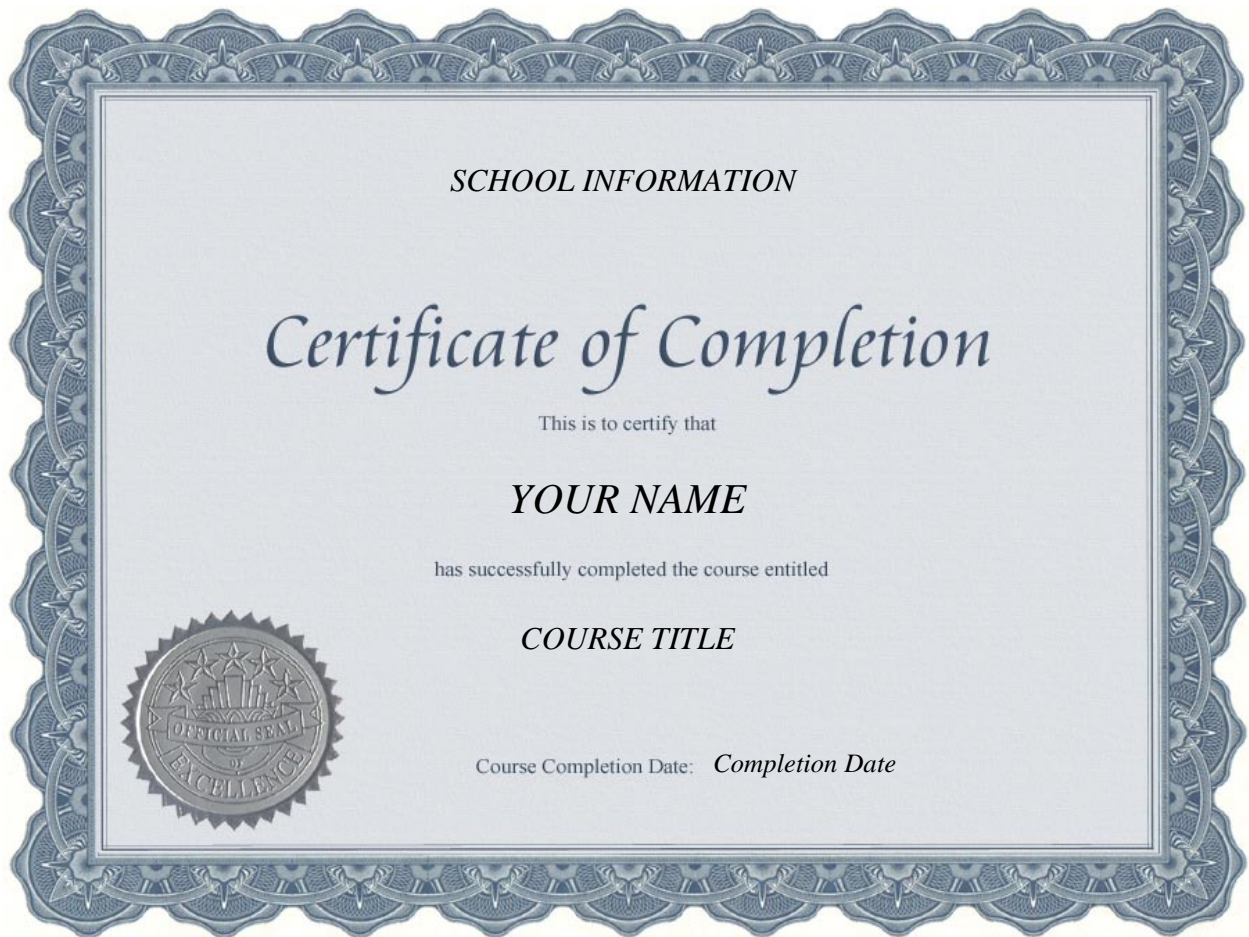 SCHOOL INFORMATION
Certificate of Completion
This is to certify that
YOUR NAME
has successfully completed the course entitled
COURSE TITLE
OFFICIAL SEAL
OF
EXCELLENCE
Course Completion Date: Completion Date